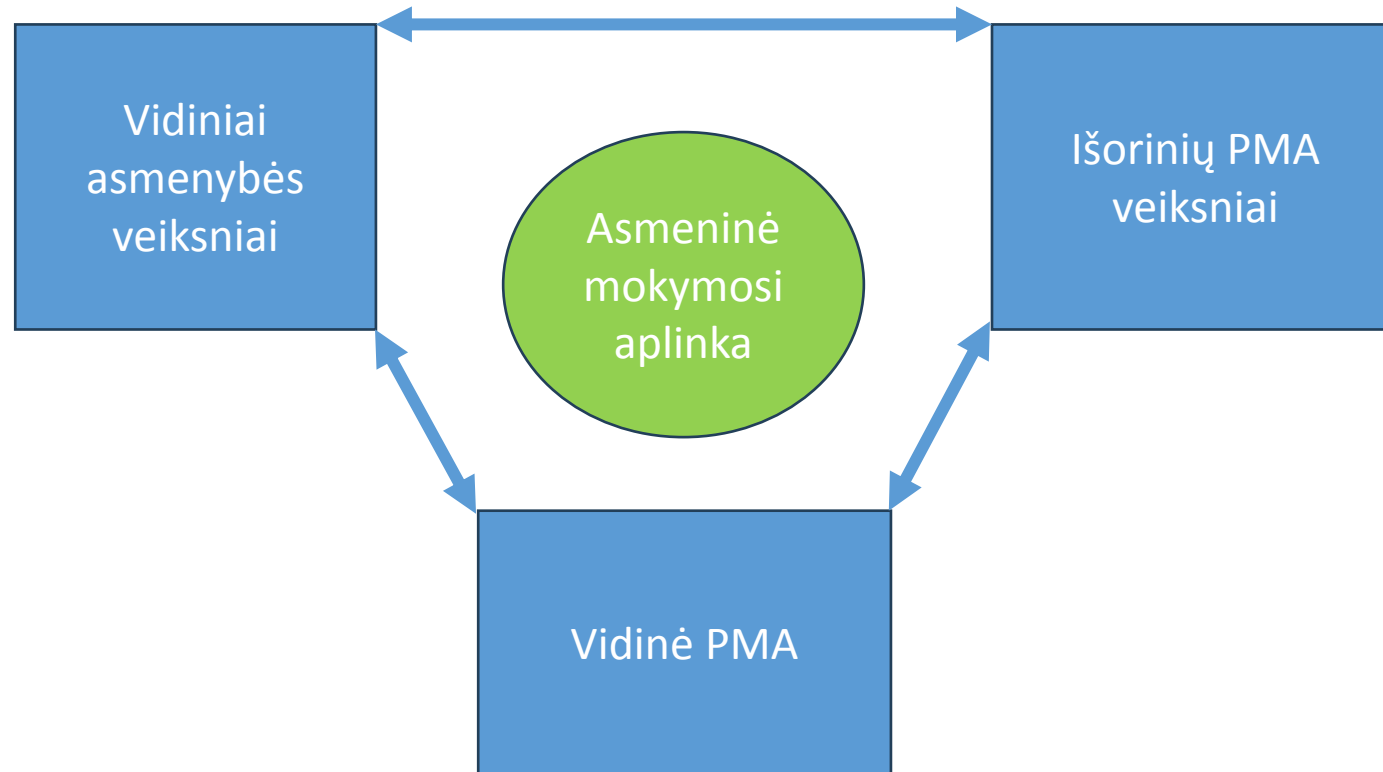 Vidiniai
asmenybės
veiksniai
Išorinių PMA
veiksniai
Asmeninė
mokymosi
aplinka
Vidinė PMA